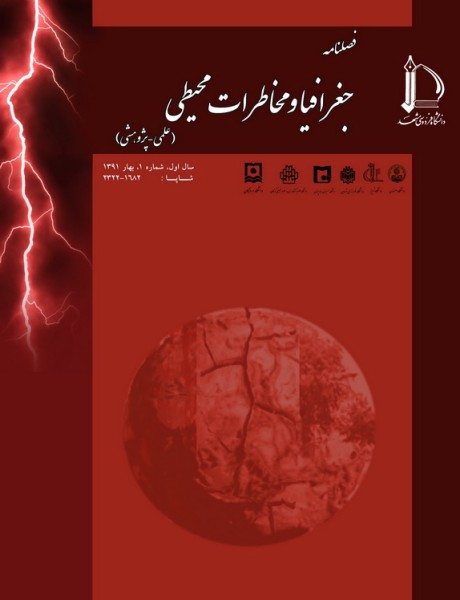 فصلنامه
جغرافیا و مخاطرات محیطی
(علمی-پژوهشی)
دانشگاه فردوسی مشهد
سال اول، شماره ۱، بهار ۱۳۹۱
شاپا: ۱۶۸۲-۲۳۲۲